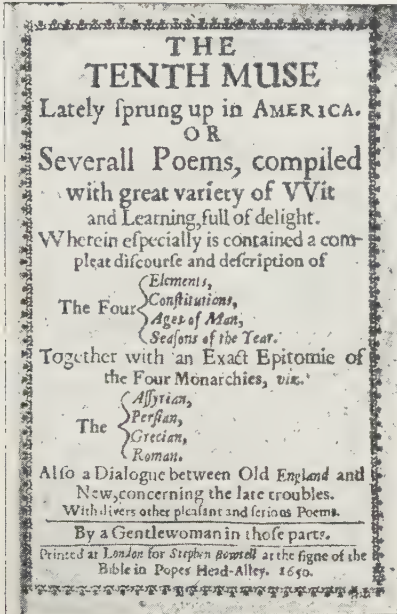 THE
TENTH MUSE
Lately ſprung up in AMERICA.
OR
Severall Poems, compiled
with great variety of VVit
and Learning, full of delight.
Wherein eſpecially is contained a com-
pleat diſcourſe and deſcription of
Elements,
The Four Conſtitutions,
Ages of Man,
Seaſons of the Year.
Together with an Exact Epitomie of
the Four Monarchies, viz.
Aſſyrian,
The Perſian,
Grecian,
Roman.
Alſo a Dialogue between Old England and
New, concerning the late troubles.
With divers other pleaſant and ſerious Poems.
By a Gentlewoman in thoſe parts.
Printed at London for Stephen Bowtell at the ſigne of the
Bible in Popes Head-Alley. 1650.